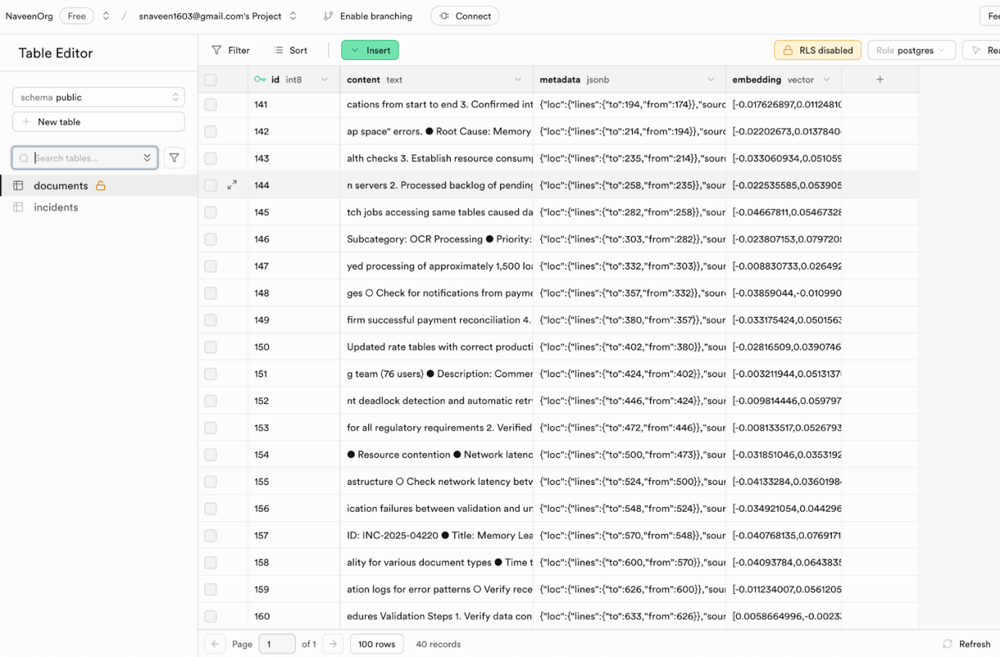 NaveenOrg Free / snaveen1603@gmail.com's Project Enable branching Connect Fee
Table Editor
Filter Sort Insert RLS disabled Role postgres Rea
schema public
New table
Search tables...
documents
incidents
id int8 content text metadata jsonb embedding vector +
141 cations from start to end 3. Confirmed int {"loc":{"lines":{"to":194,"from":174}},"sourc [-0.017626897,0.0112481
142 ap space" errors. ● Root Cause: Memory {"loc":{"lines":{"to":214,"from":194}},"sourc [-0.02202673,0.0137840
143 alth checks 3. Establish resource consump {"loc":{"lines":{"to":235,"from":214}},"sourc [-0.033060934,0.051059
144 n servers 2. Processed backlog of pending {"loc":{"lines":{"to":258,"from":235}},"sourc [-0.022535585,0.053905
145 tch jobs accessing same tables caused da {"loc":{"lines":{"to":282,"from":258}},"sour [-0.04667811,0.05467328
146 Subcategory: OCR Processing ● Priority: {"loc":{"lines":{"to":303,"from":282}},"sour [-0.023807153,0.079720
147 yed processing of approximately 1,500 loa {"loc":{"lines":{"to":332,"from":303}},"sour [-0.008830733,0.026492
148 ges ○ Check for notifications from payme {"loc":{"lines":{"to":357,"from":332}},"sourc [-0.03859044,-0.010990
149 firm successful payment reconciliation 4. {"loc":{"lines":{"to":380,"from":357}},"sour [-0.033175424,0.0501563
150 Updated rate tables with correct producti {"loc":{"lines":{"to":402,"from":380}},"sour [-0.02816509,0.0390746
151 g team (76 users) ● Description: Commer {"loc":{"lines":{"to":424,"from":402}},"sour [-0.003211944,0.051313
152 nt deadlock detection and automatic retr {"loc":{"lines":{"to":446,"from":424}},"sour [-0.009814446,0.059797
153 for all regulatory requirements 2. Verified {"loc":{"lines":{"to":472,"from":446}},"sour [-0.008133517,0.0526793
154 ● Resource contention ● Network latenc {"loc":{"lines":{"to":500,"from":473}},"sour [-0.031851046,0.0353192
155 astructure ○ Check network latency betw {"loc":{"lines":{"to":524,"from":500}},"sour [-0.04133284,0.0360198
156 ication failures between validation and un {"loc":{"lines":{"to":548,"from":524}},"sour [-0.034921054,0.044296
157 ID: INC-2025-04220 ● Title: Memory Lea {"loc":{"lines":{"to":570,"from":548}},"sour [-0.040768135,0.0769171
158 ality for various document types ● Time t {"loc":{"lines":{"to":600,"from":570}},"sour [-0.04093784,0.0643835
159 ation logs for error patterns ○ Verify rece {"loc":{"lines":{"to":626,"from":600}},"sour [-0.011234007,0.0561205
160 edures Validation Steps 1. Verify data con {"loc":{"lines":{"to":633,"from":626}},"sour [0.0058664996,-0.0023
Page 1 of 1 100 rows 40 records Refresh